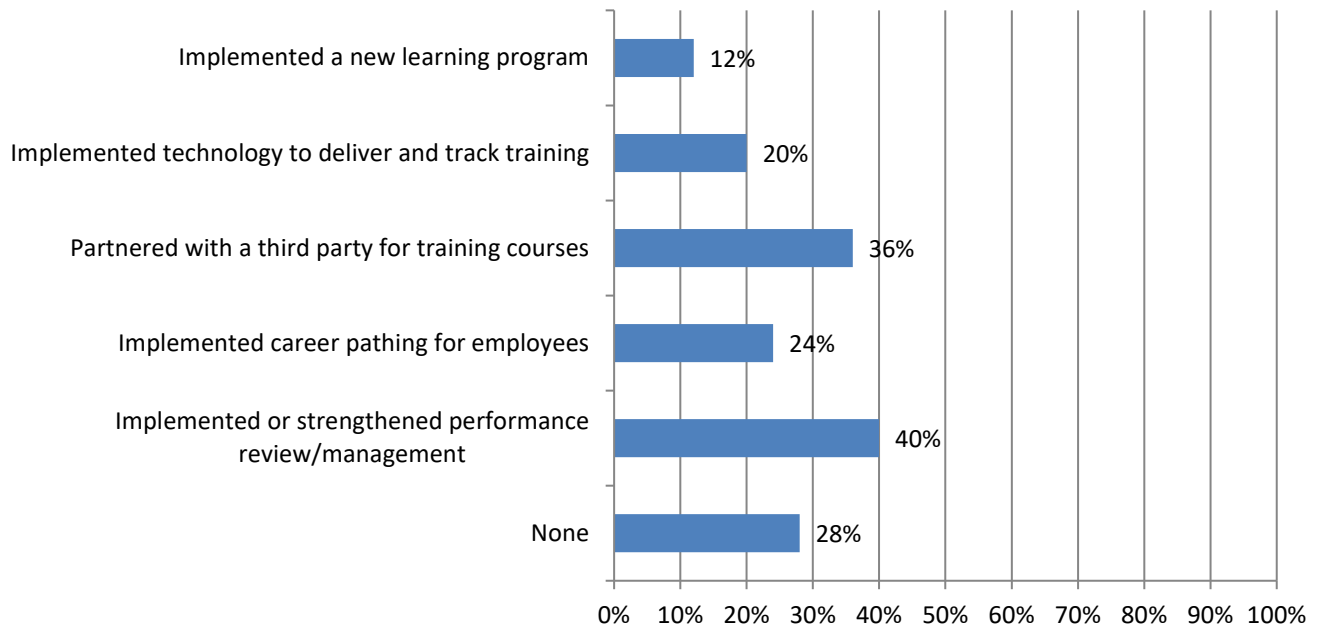 Implemented a new learning program
12%
Implemented technology to deliver and track training
20%
Partnered with a third party for training courses
36%
Implemented career pathing for employees
24%
Implemented or strengthened performance
review/management
40%
None
28%
0% 10% 20% 30% 40% 50% 60% 70% 80% 90% 100%